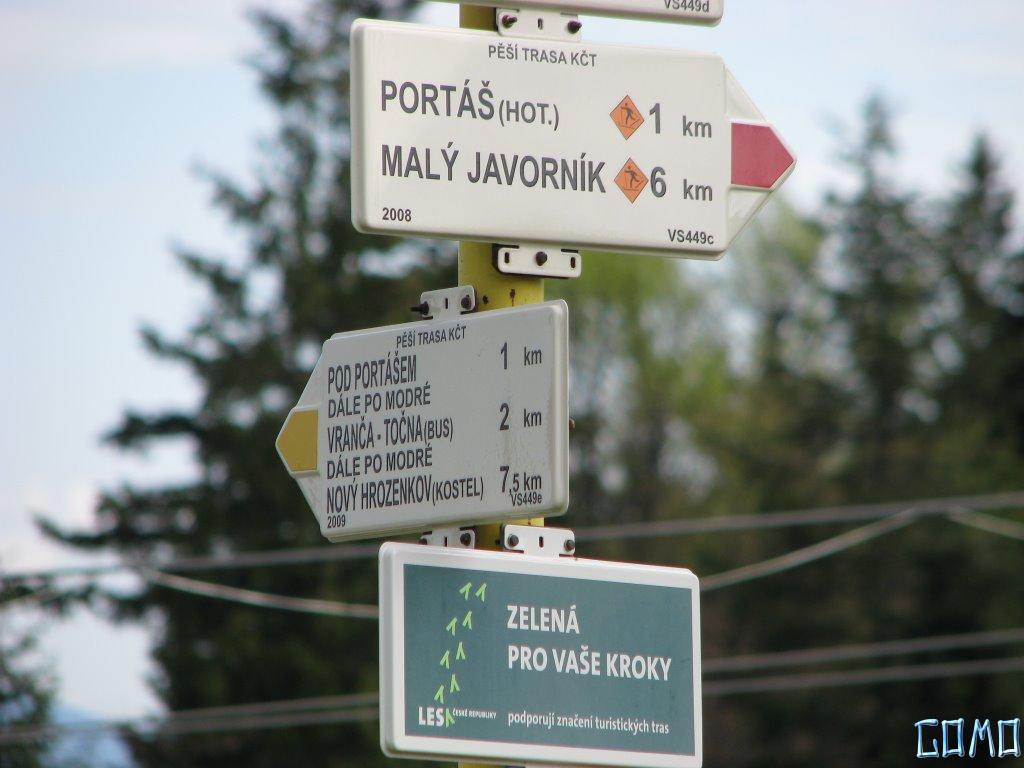 VS449d
PĚŠÍ TRASA KČT
PORTÁŠ (HOT.) 1 km
MALÝ JAVORNÍK 6 km
2008 VS449c
PĚŠÍ TRASA KČT
POD PORTÁŠEM 1 km
DÁLE PO MODRÉ
VRANČA - TOČNA (BUS) 2 km
DÁLE PO MODRÉ
NOVÝ HROZENKOV (KOSTEL) 7,5 km
2009 VS449e
ZELENÁ
PRO VAŠE KROKY
LESY ČESKÉ REPUBLIKY podporují značení turistických tras
COMO